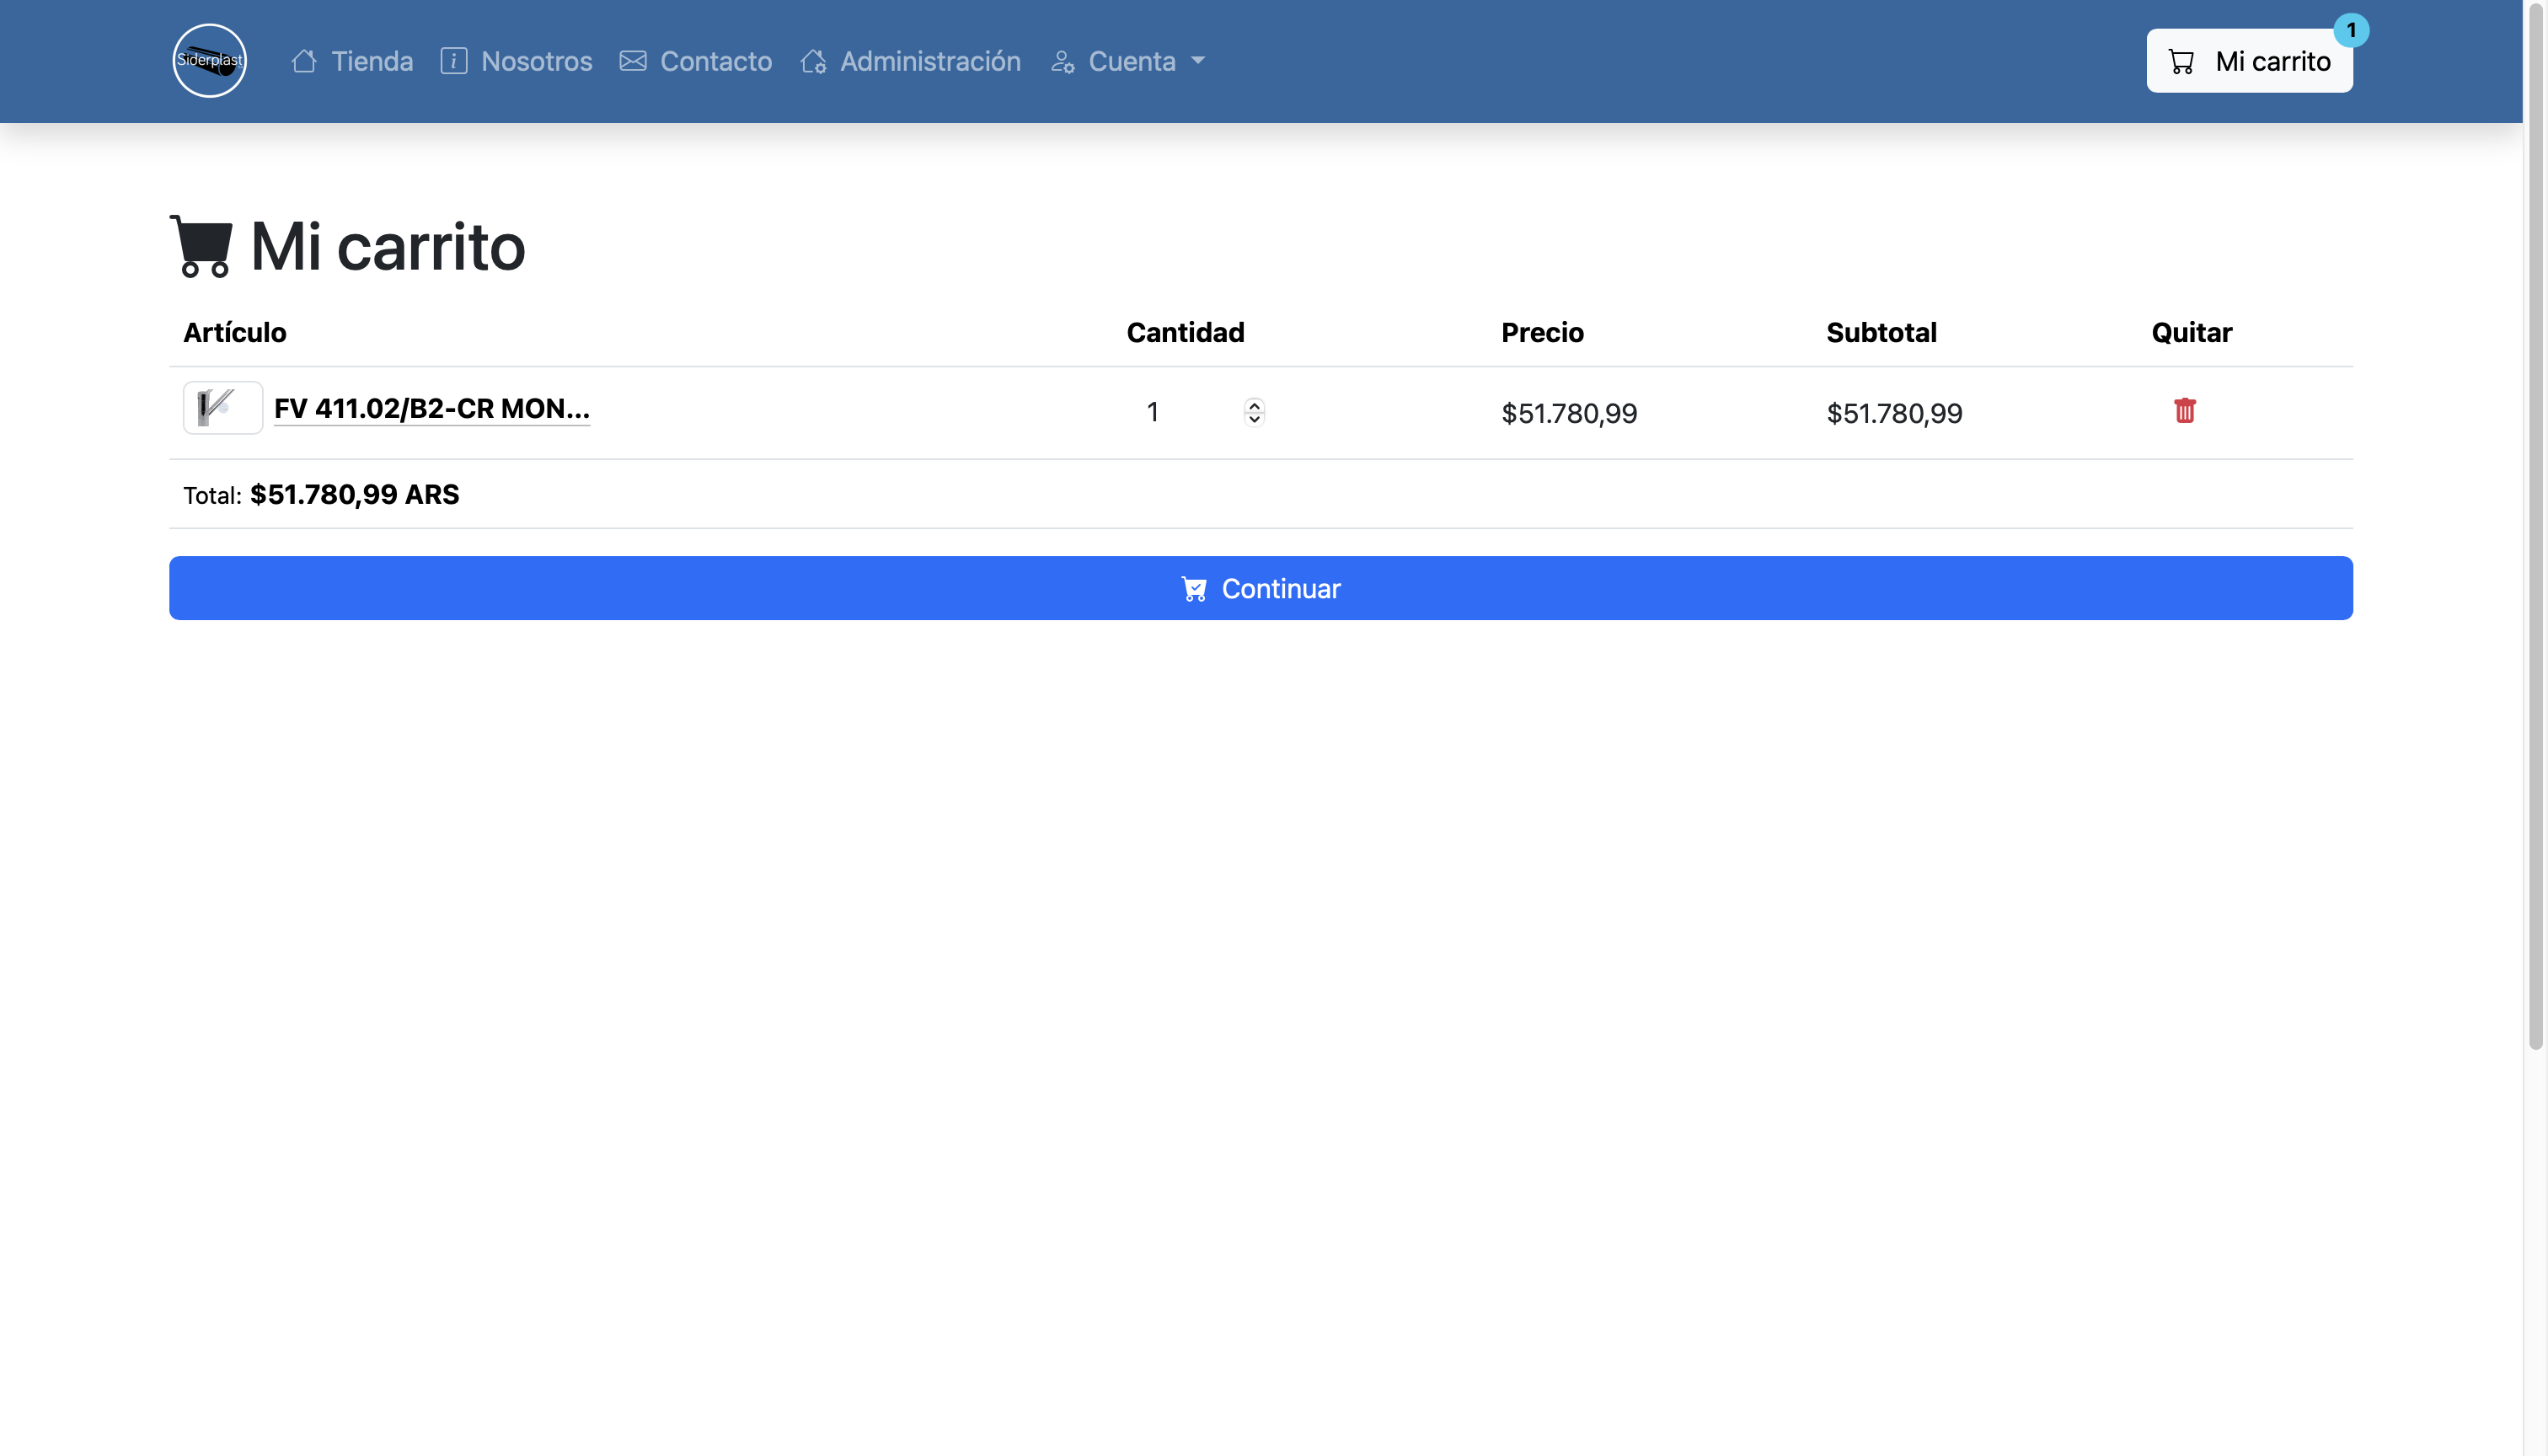 Siderplast
Tienda
Nosotros
Contacto
Administración
Cuenta
Mi carrito
1
Mi carrito
Artículo Cantidad Precio Subtotal Quitar
FV 411.02/B2-CR MON... 1 $51.780,99 $51.780,99
Total: $51.780,99 ARS
Continuar